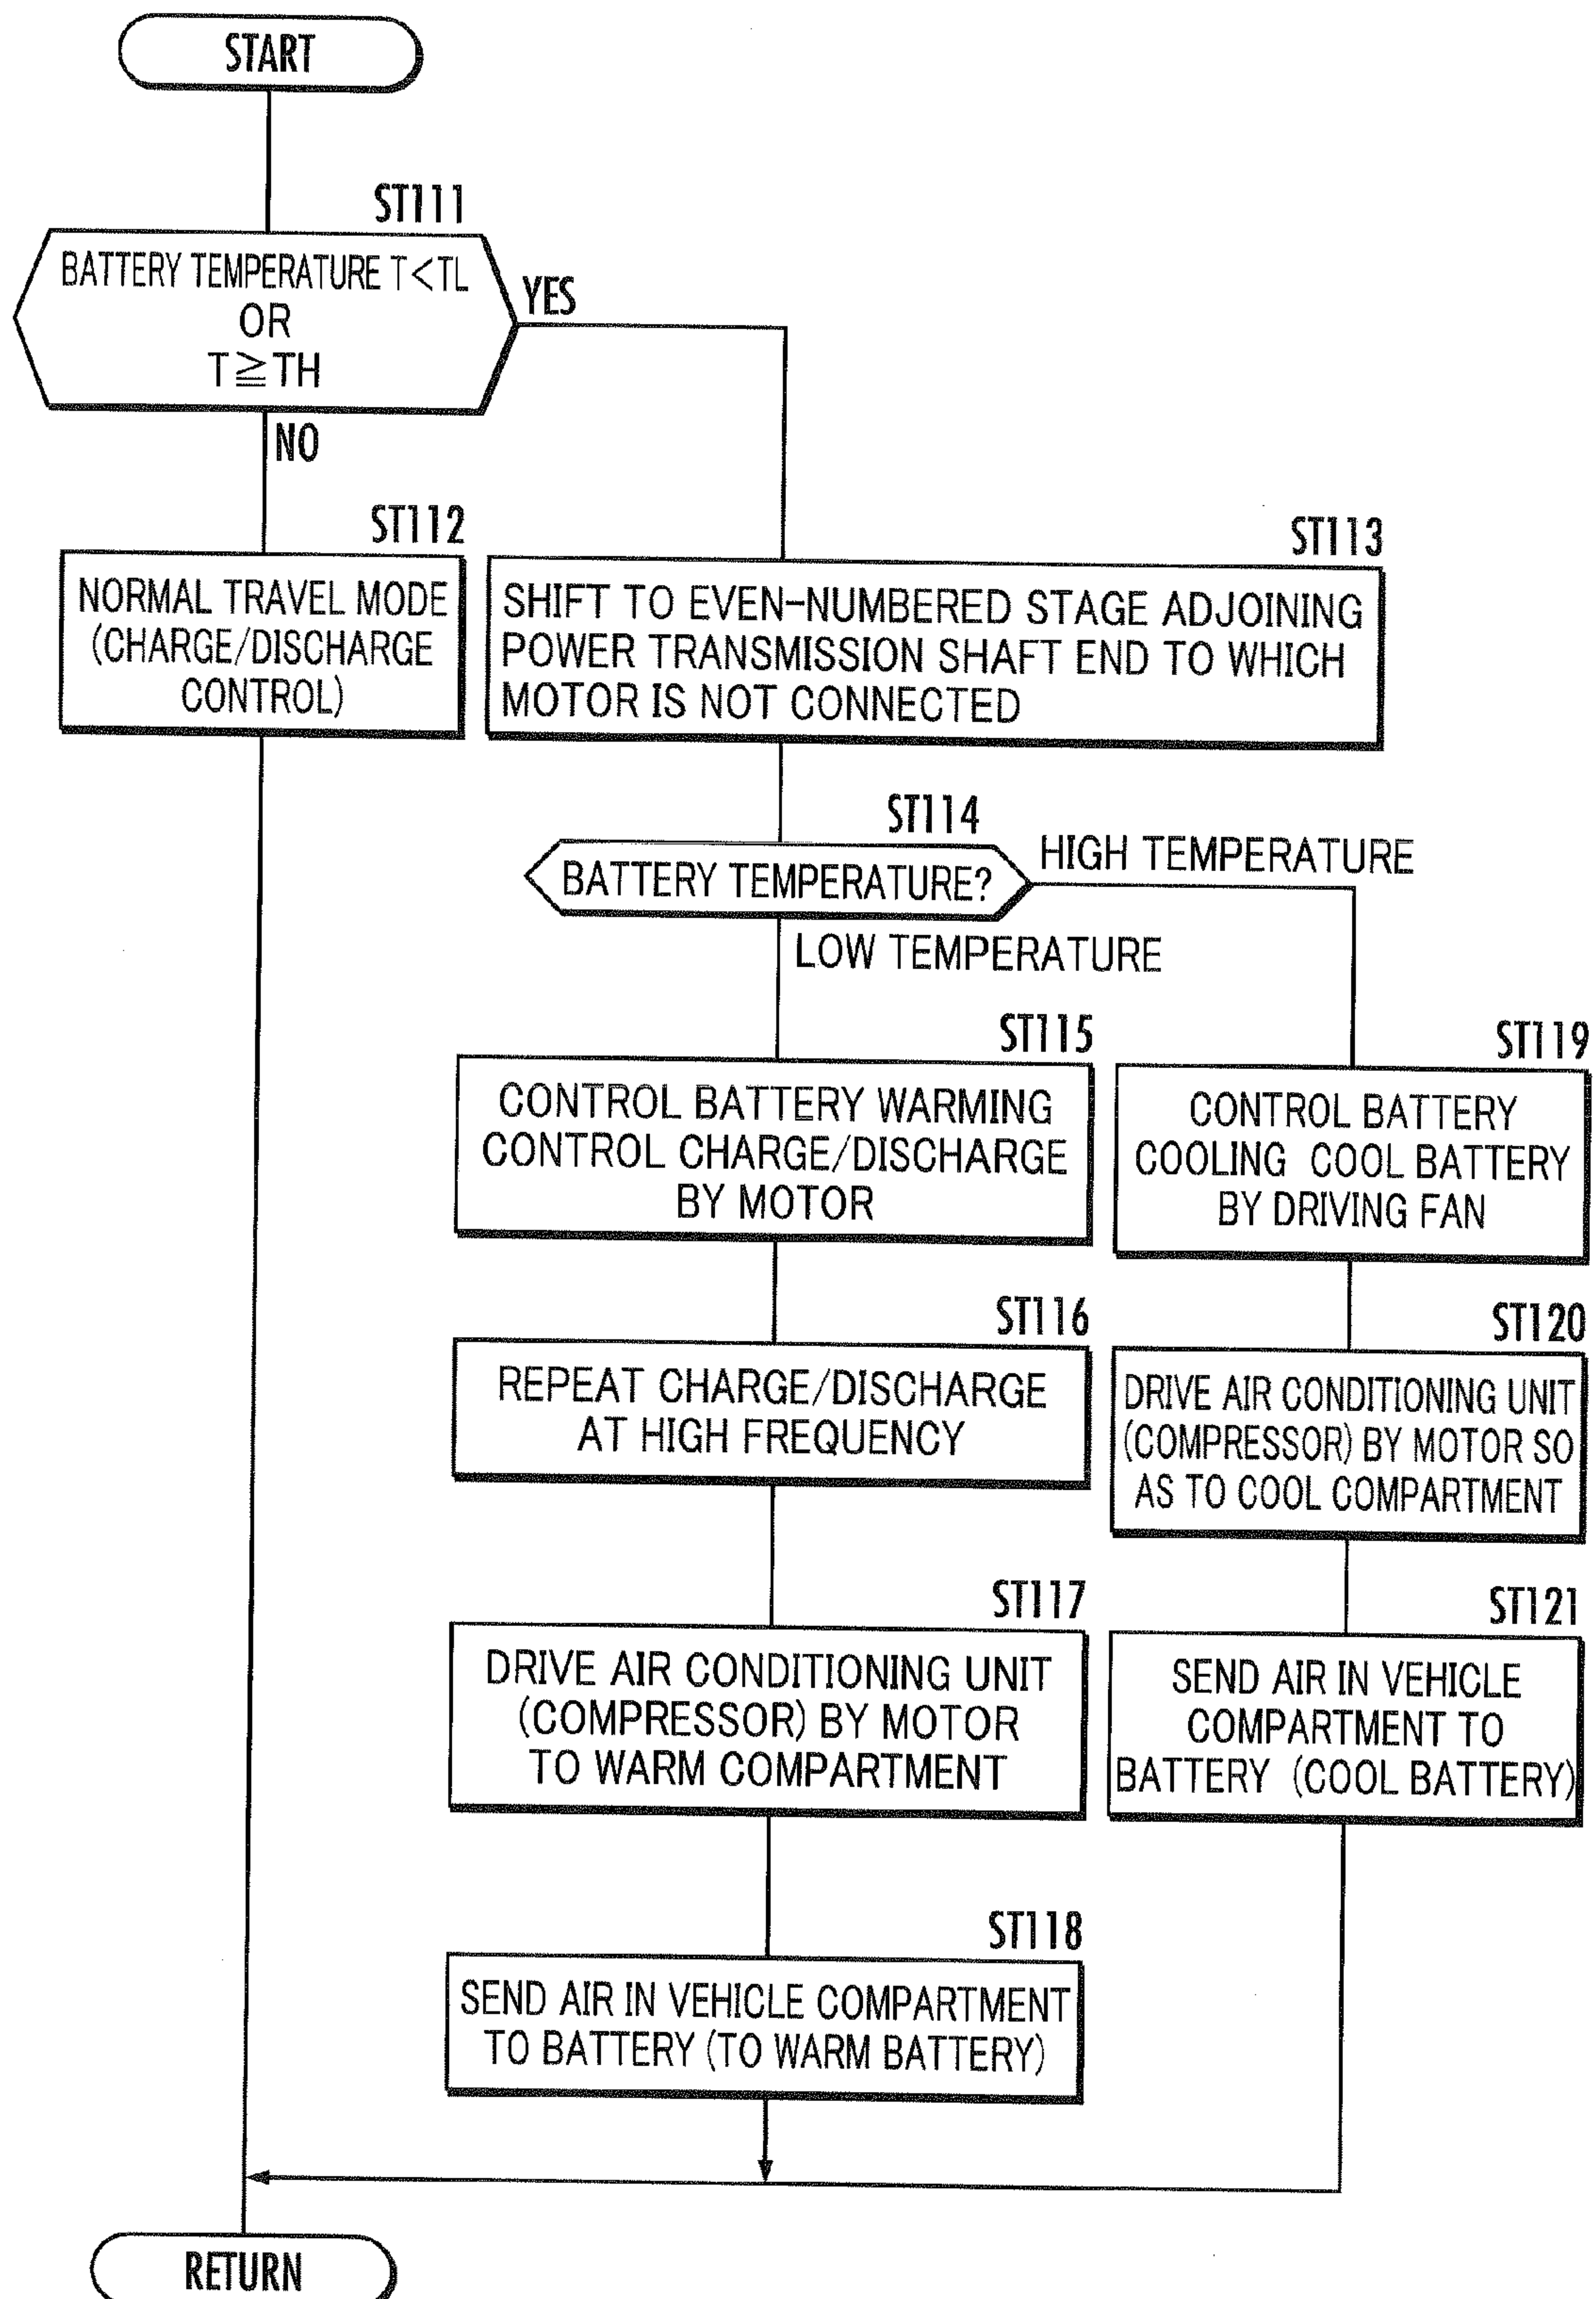 START
ST111
BATTERY TEMPERATURE T<TL
OR
T≧TH
YES
NO
ST112
NORMAL TRAVEL MODE
(CHARGE/DISCHARGE
CONTROL)
ST113
SHIFT TO EVEN-NUMBERED STAGE ADJOINING
POWER TRANSMISSION SHAFT END TO WHICH
MOTOR IS NOT CONNECTED
ST114
BATTERY TEMPERATURE?
HIGH TEMPERATURE
LOW TEMPERATURE
ST115
CONTROL BATTERY WARMING
CONTROL CHARGE/DISCHARGE
BY MOTOR
ST116
REPEAT CHARGE/DISCHARGE
AT HIGH FREQUENCY
ST117
DRIVE AIR CONDITIONING UNIT
(COMPRESSOR) BY MOTOR
TO WARM COMPARTMENT
ST118
SEND AIR IN VEHICLE COMPARTMENT
TO BATTERY (TO WARM BATTERY)
ST119
CONTROL BATTERY
COOLING COOL BATTERY
BY DRIVING FAN
ST120
DRIVE AIR CONDITIONING UNIT
(COMPRESSOR) BY MOTOR SO
AS TO COOL COMPARTMENT
ST121
SEND AIR IN VEHICLE
COMPARTMENT TO
BATTERY (COOL BATTERY)
RETURN